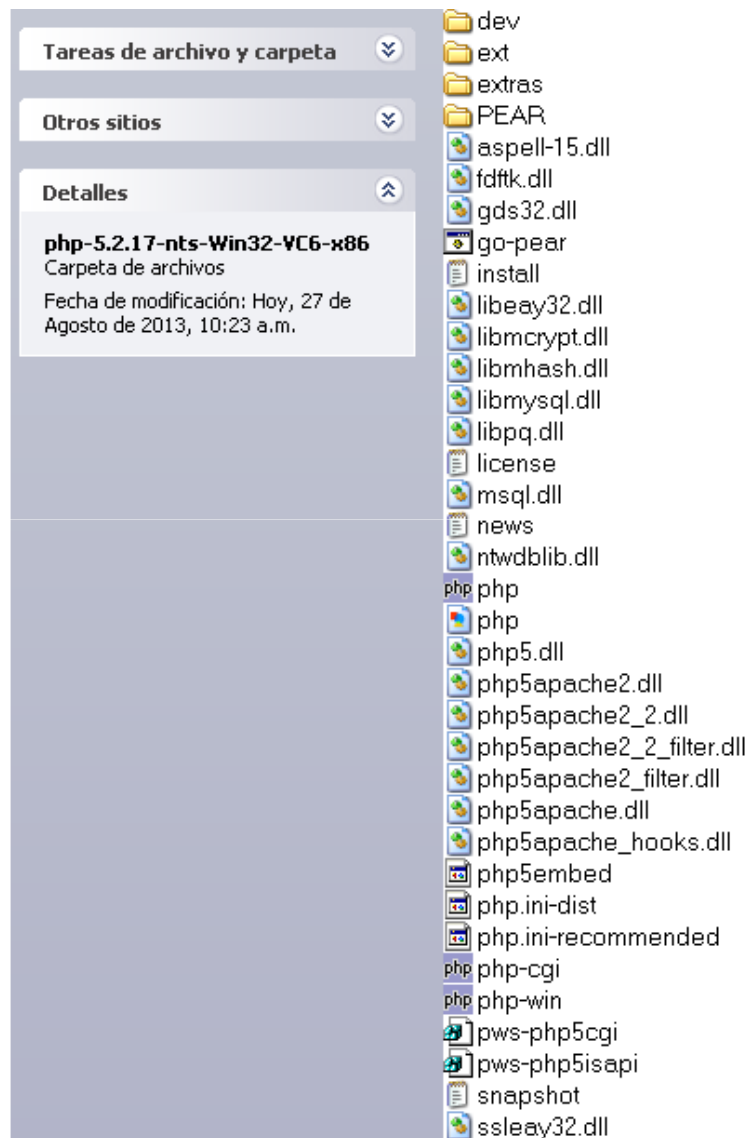 Tareas de archivo y carpeta
Otros sitios
Detalles
php-5.2.17-nts-Win32-VC6-x86
Carpeta de archivos
Fecha de modificación: Hoy, 27 de
Agosto de 2013, 10:23 a.m.
dev
ext
extras
PEAR
aspell-15.dll
fdftk.dll
gds32.dll
go-pear
install
libeay32.dll
libmcrypt.dll
libmhash.dll
libmysql.dll
libpq.dll
license
msql.dll
news
ntwdblib.dll
php php
php
php5.dll
php5apache2.dll
php5apache2_2.dll
php5apache2_2_filter.dll
php5apache2_filter.dll
php5apache.dll
php5apache_hooks.dll
php5embed
php.ini-dist
php.ini-recommended
php php-cgi
php php-win
pws-php5cgi
pws-php5isapi
snapshot
ssleay32.dll